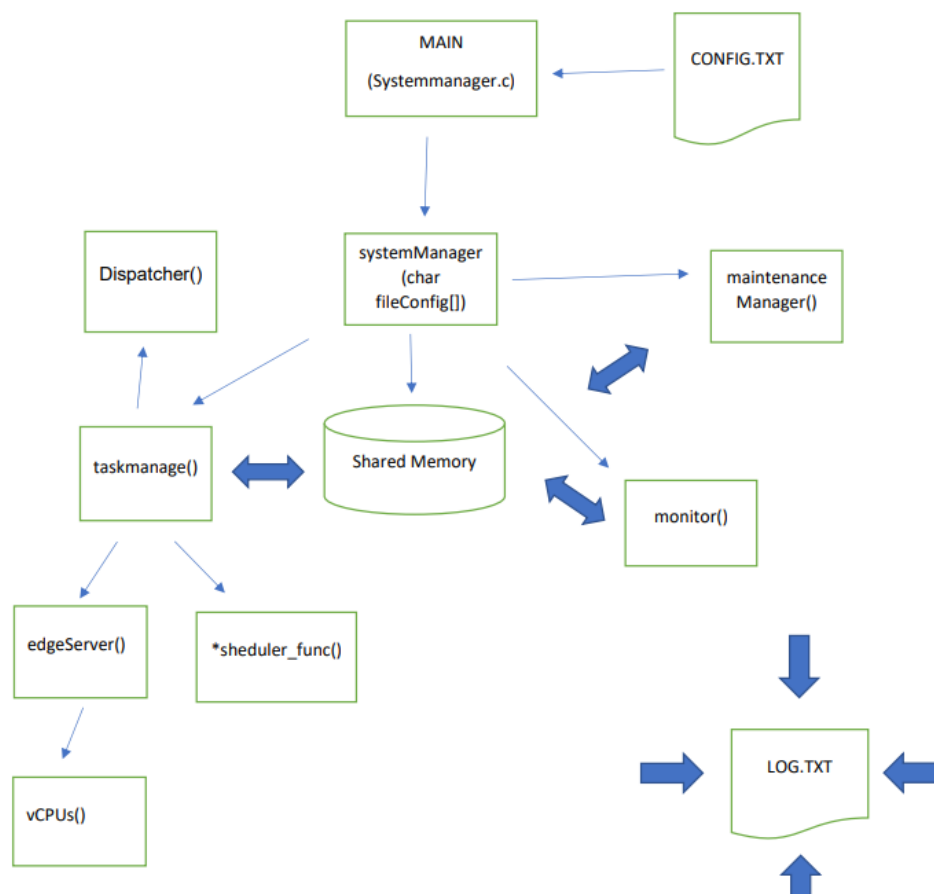 MAIN
(Systemmanager.c)
CONFIG.TXT
Dispatcher()
systemManager
(char
fileConfig[])
maintenance
Manager()
taskmanage()
Shared Memory
monitor()
edgeServer()
*sheduler_func()
LOG.TXT
vCPUs()